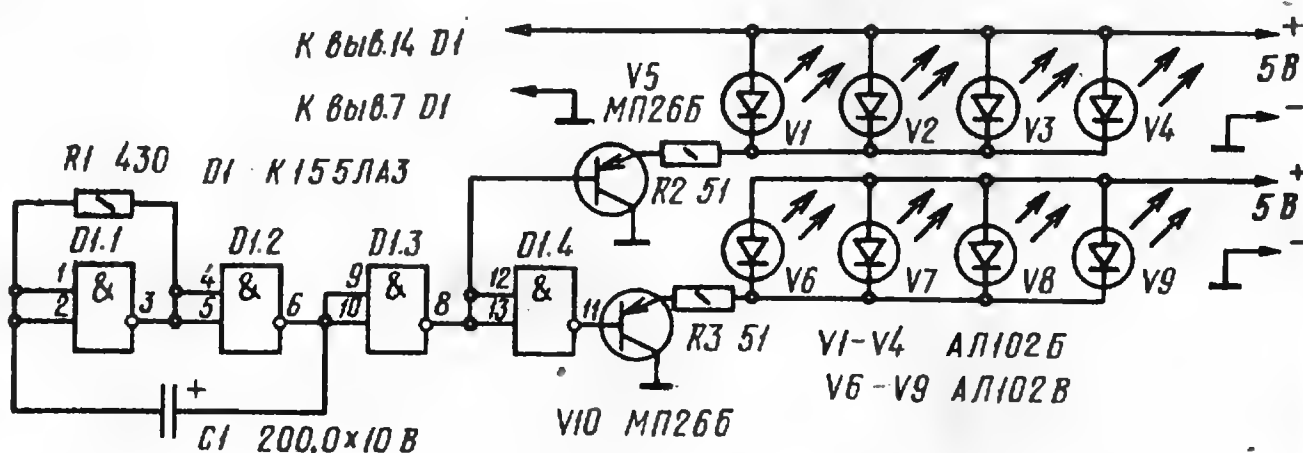 К выв.14 D1
К выв.7 D1
V5
МП26Б
+
5В
−
V1
V2
V3
V4
R1 430
D1 К155ЛА3
R2 51
+
5В
−
D1.1
D1.2
D1.3
D1.4
1
2
&
3
4
5
&
6
9
10
&
8
12
13
&
11
V6
V7
V8
V9
R3 51
V1-V4 АЛ102Б
V6-V9 АЛ102В
+
C1 200,0×10 В
V10 МП26Б